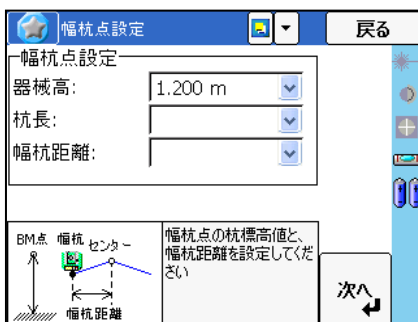 幅杭点設定
戻る
幅杭点設定
器械高:
1.200 m
杭長:
幅杭距離:
BM点
幅杭
センター
幅杭距離
幅杭点の杭標高値と、
幅杭距離を設定してくだ
さい
次へ